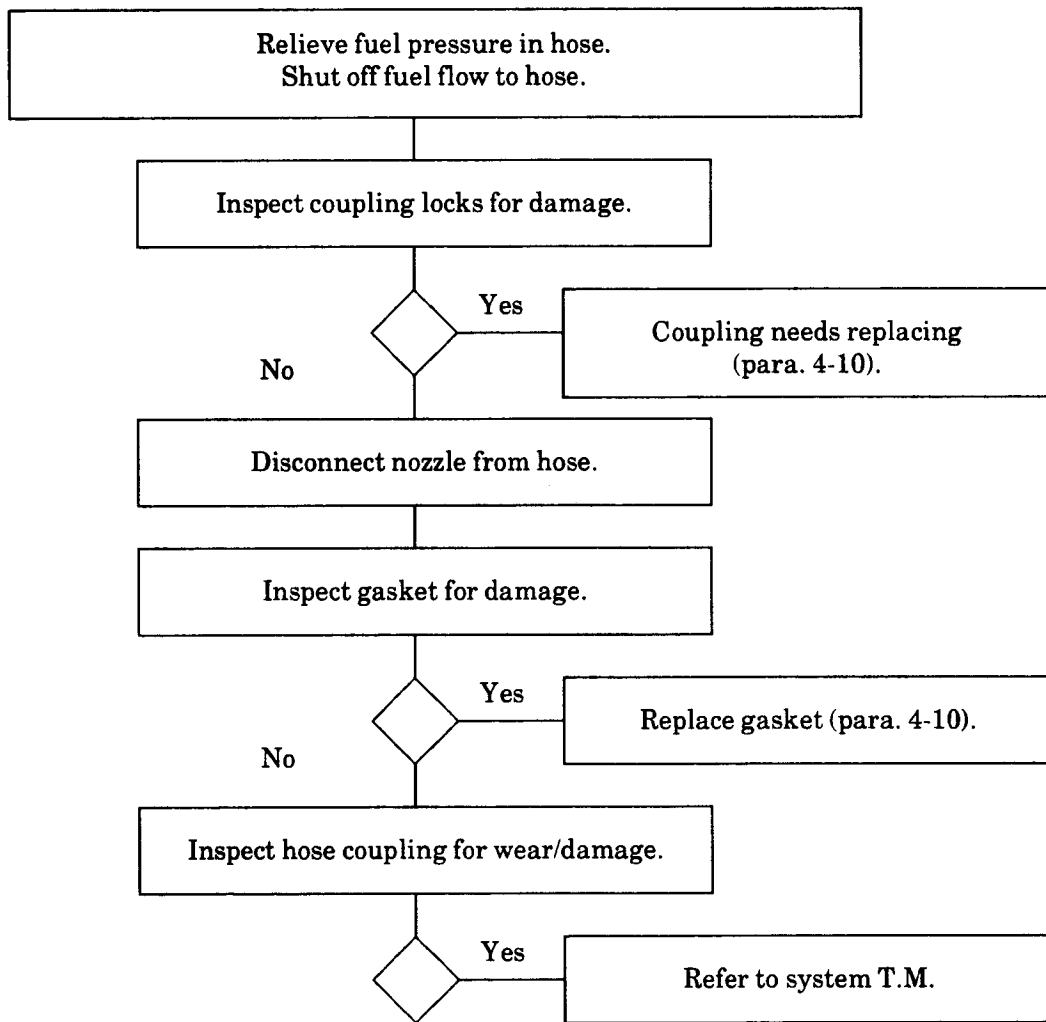 Relieve fuel pressure in hose.
Shut off fuel flow to hose.
Inspect coupling locks for damage.
Yes
Coupling needs replacing
(para. 4-10).
No
Disconnect nozzle from hose.
Inspect gasket for damage.
Yes
Replace gasket (para. 4-10).
No
Inspect hose coupling for wear/damage.
Yes
Refer to system T.M.